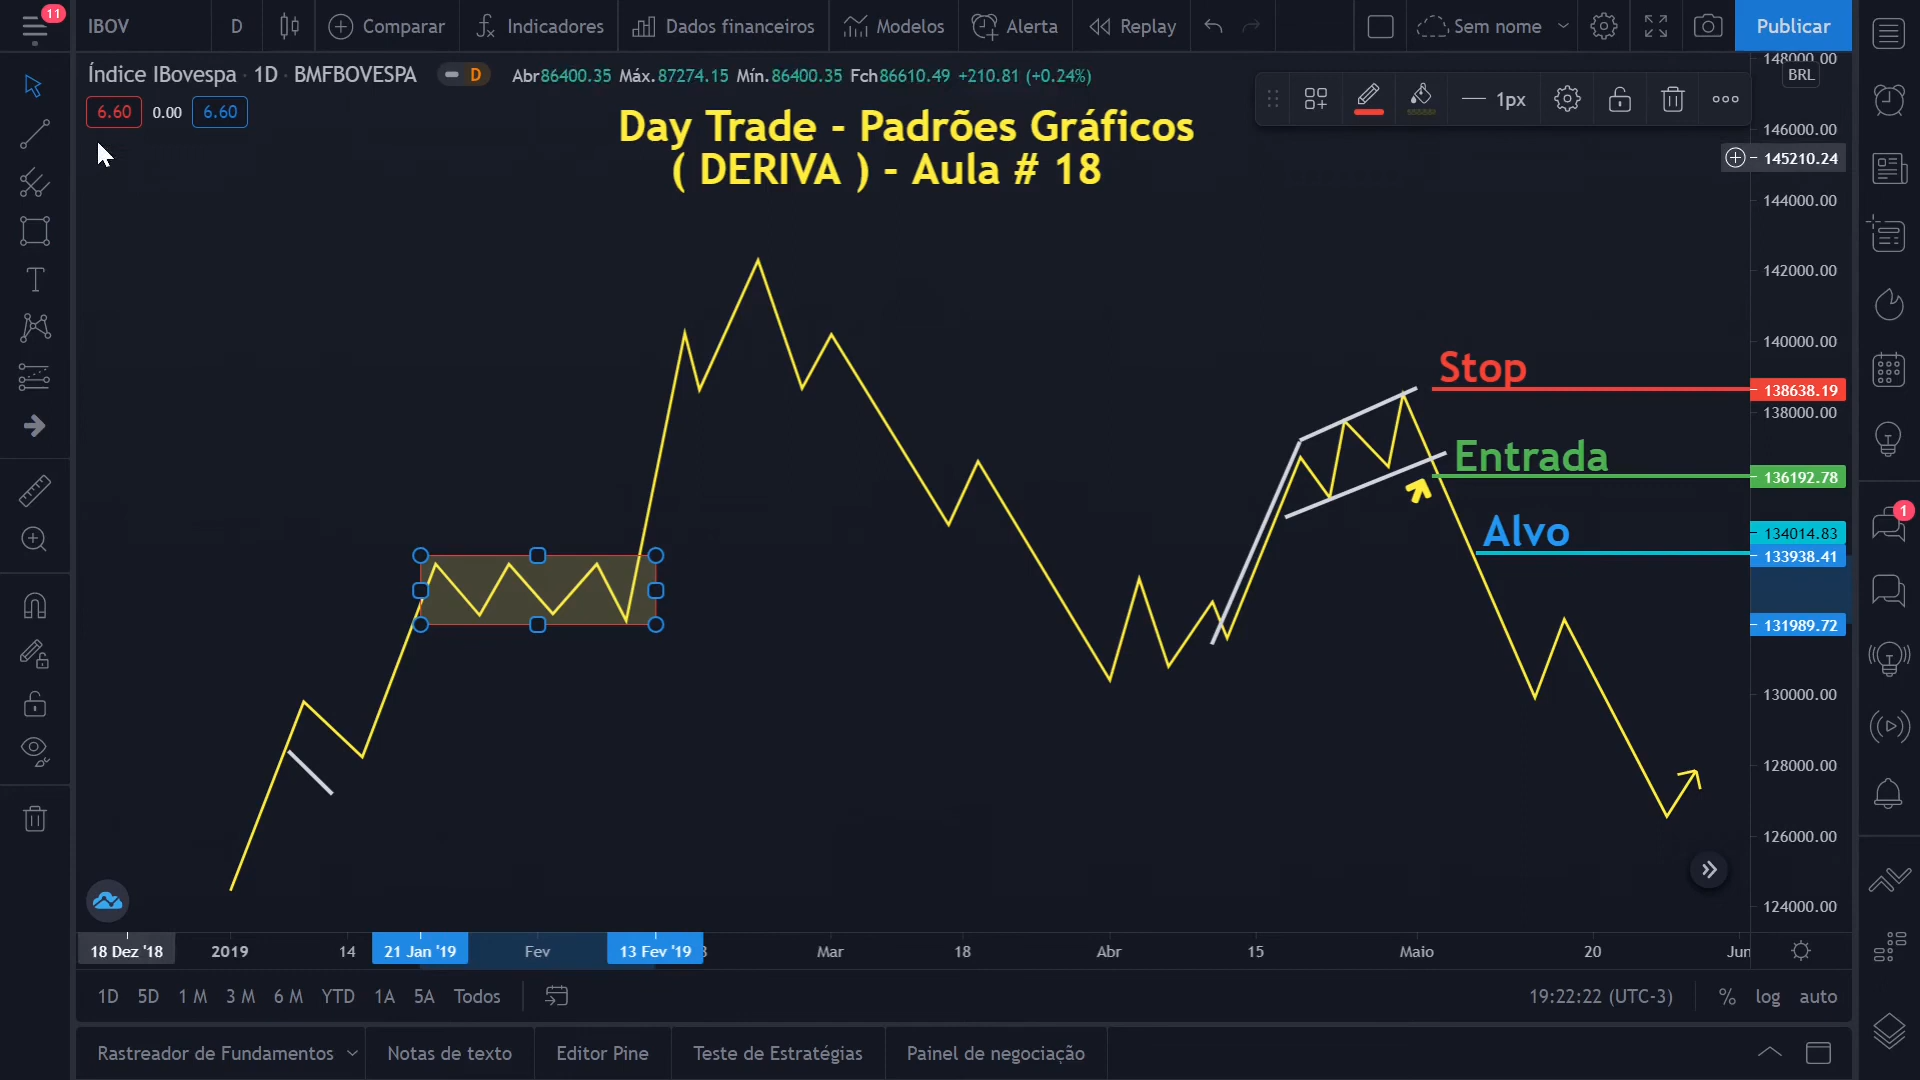 11
IBOV
D
Comparar
Indicadores
Dados financeiros
Modelos
Alerta
Replay
Sem nome
Publicar
Índice IBovespa · 1D · BMFBOVESPA
D
Abr86400.35 Máx.87274.15 Mín.86400.35 Fch86610.49 +210.81 (+0.24%)
6.60
0.00
6.60
1px
BRL
Day Trade - Padrões Gráficos
( DERIVA ) - Aula # 18
148000.00
146000.00
145210.24
144000.00
142000.00
140000.00
Stop
138638.19
138000.00
Entrada
136192.78
Alvo
134014.83
133938.41
1
131989.72
130000.00
128000.00
126000.00
124000.00
18 Dez '18
2019
14
21 Jan '19
Fev
13 Fev '19
Mar
18
Abr
15
Maio
20
Jun
1D
5D
1 M
3 M
6 M
YTD
1A
5A
Todos
19:22:22 (UTC-3)
%
log
auto
Rastreador de Fundamentos
Notas de texto
Editor Pine
Teste de Estratégias
Painel de negociação